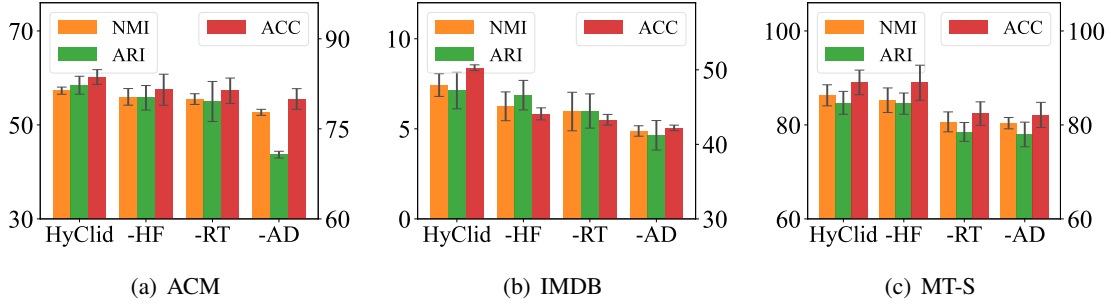 70
50
30
90
75
60
NMI
ARI
ACC
HyClid
-HF
-RT
-AD
(a) ACM
10
5
0
50
40
30
NMI
ARI
ACC
HyClid
-HF
-RT
-AD
(b) IMDB
100
80
60
100
80
60
NMI
ARI
ACC
HyClid
-HF
-RT
-AD
(c) MT-S